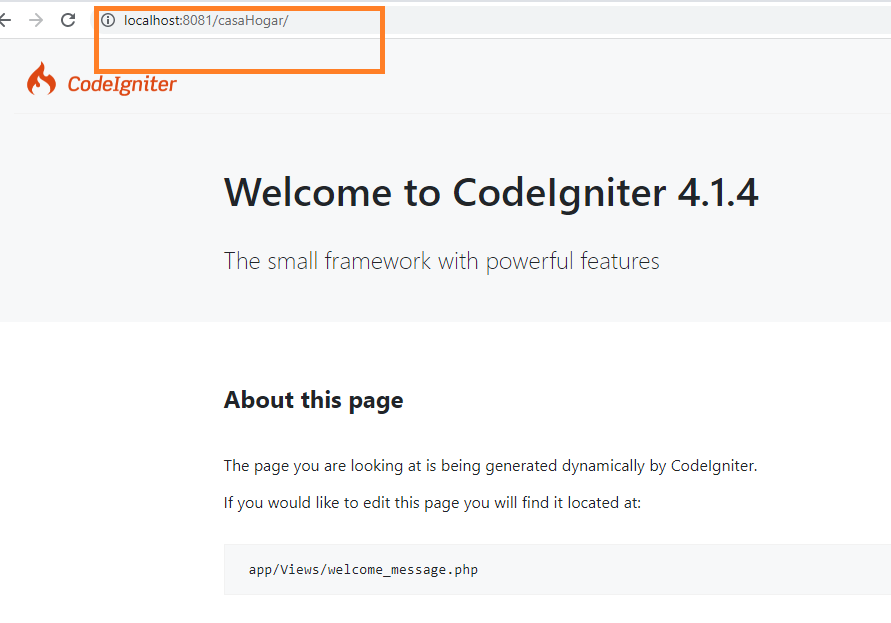 localhost:8081/casaHogar/
CodeIgniter
Welcome to CodeIgniter 4.1.4
The small framework with powerful features
About this page
The page you are looking at is being generated dynamically by CodeIgniter.
If you would like to edit this page you will find it located at:
app/Views/welcome_message.php